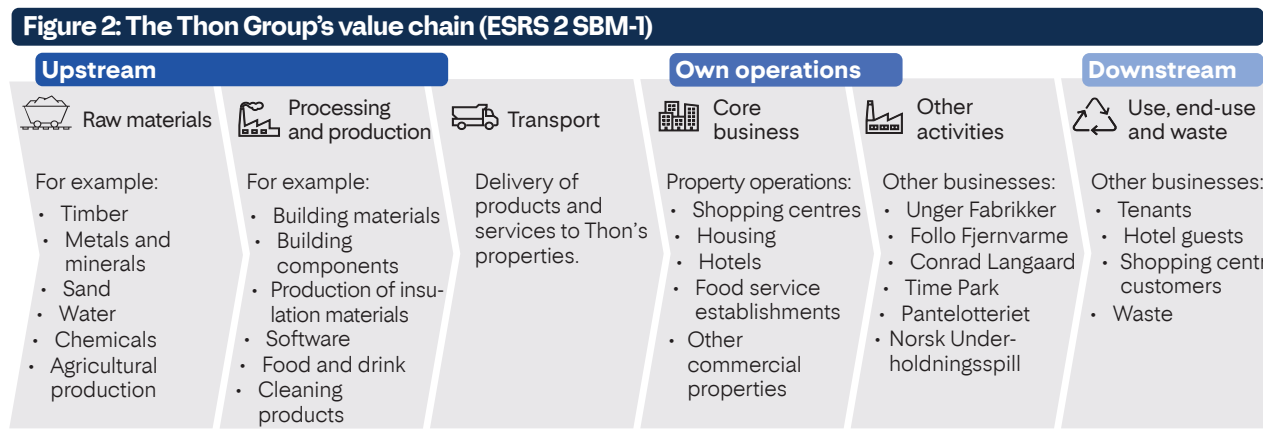 Figure 2: The Thon Group's value chain (ESRS 2 SBM-1)
Upstream
Own operations
Downstream
Raw materials
Processing
and production
Transport
Core
business
Other
activities
Use, end-use
and waste
For example:
• Timber
• Metals and
minerals
• Sand
• Water
• Chemicals
• Agricultural
production
For example:
• Building materials
• Building
components
• Production of insu-
lation materials
• Software
• Food and drink
• Cleaning
products
Delivery of
products and
services to Thon's
properties.
Property operations:
• Shopping centres
• Housing
• Hotels
• Food service
establishments
• Other
commercial
properties
Other businesses:
• Unger Fabrikker
• Follo Fjernvarme
• Conrad Langaard
• Time Park
• Pantelotteriet
• Norsk Under-
holdningsspill
Other businesses:
• Tenants
• Hotel guests
• Shopping centr
customers
• Waste